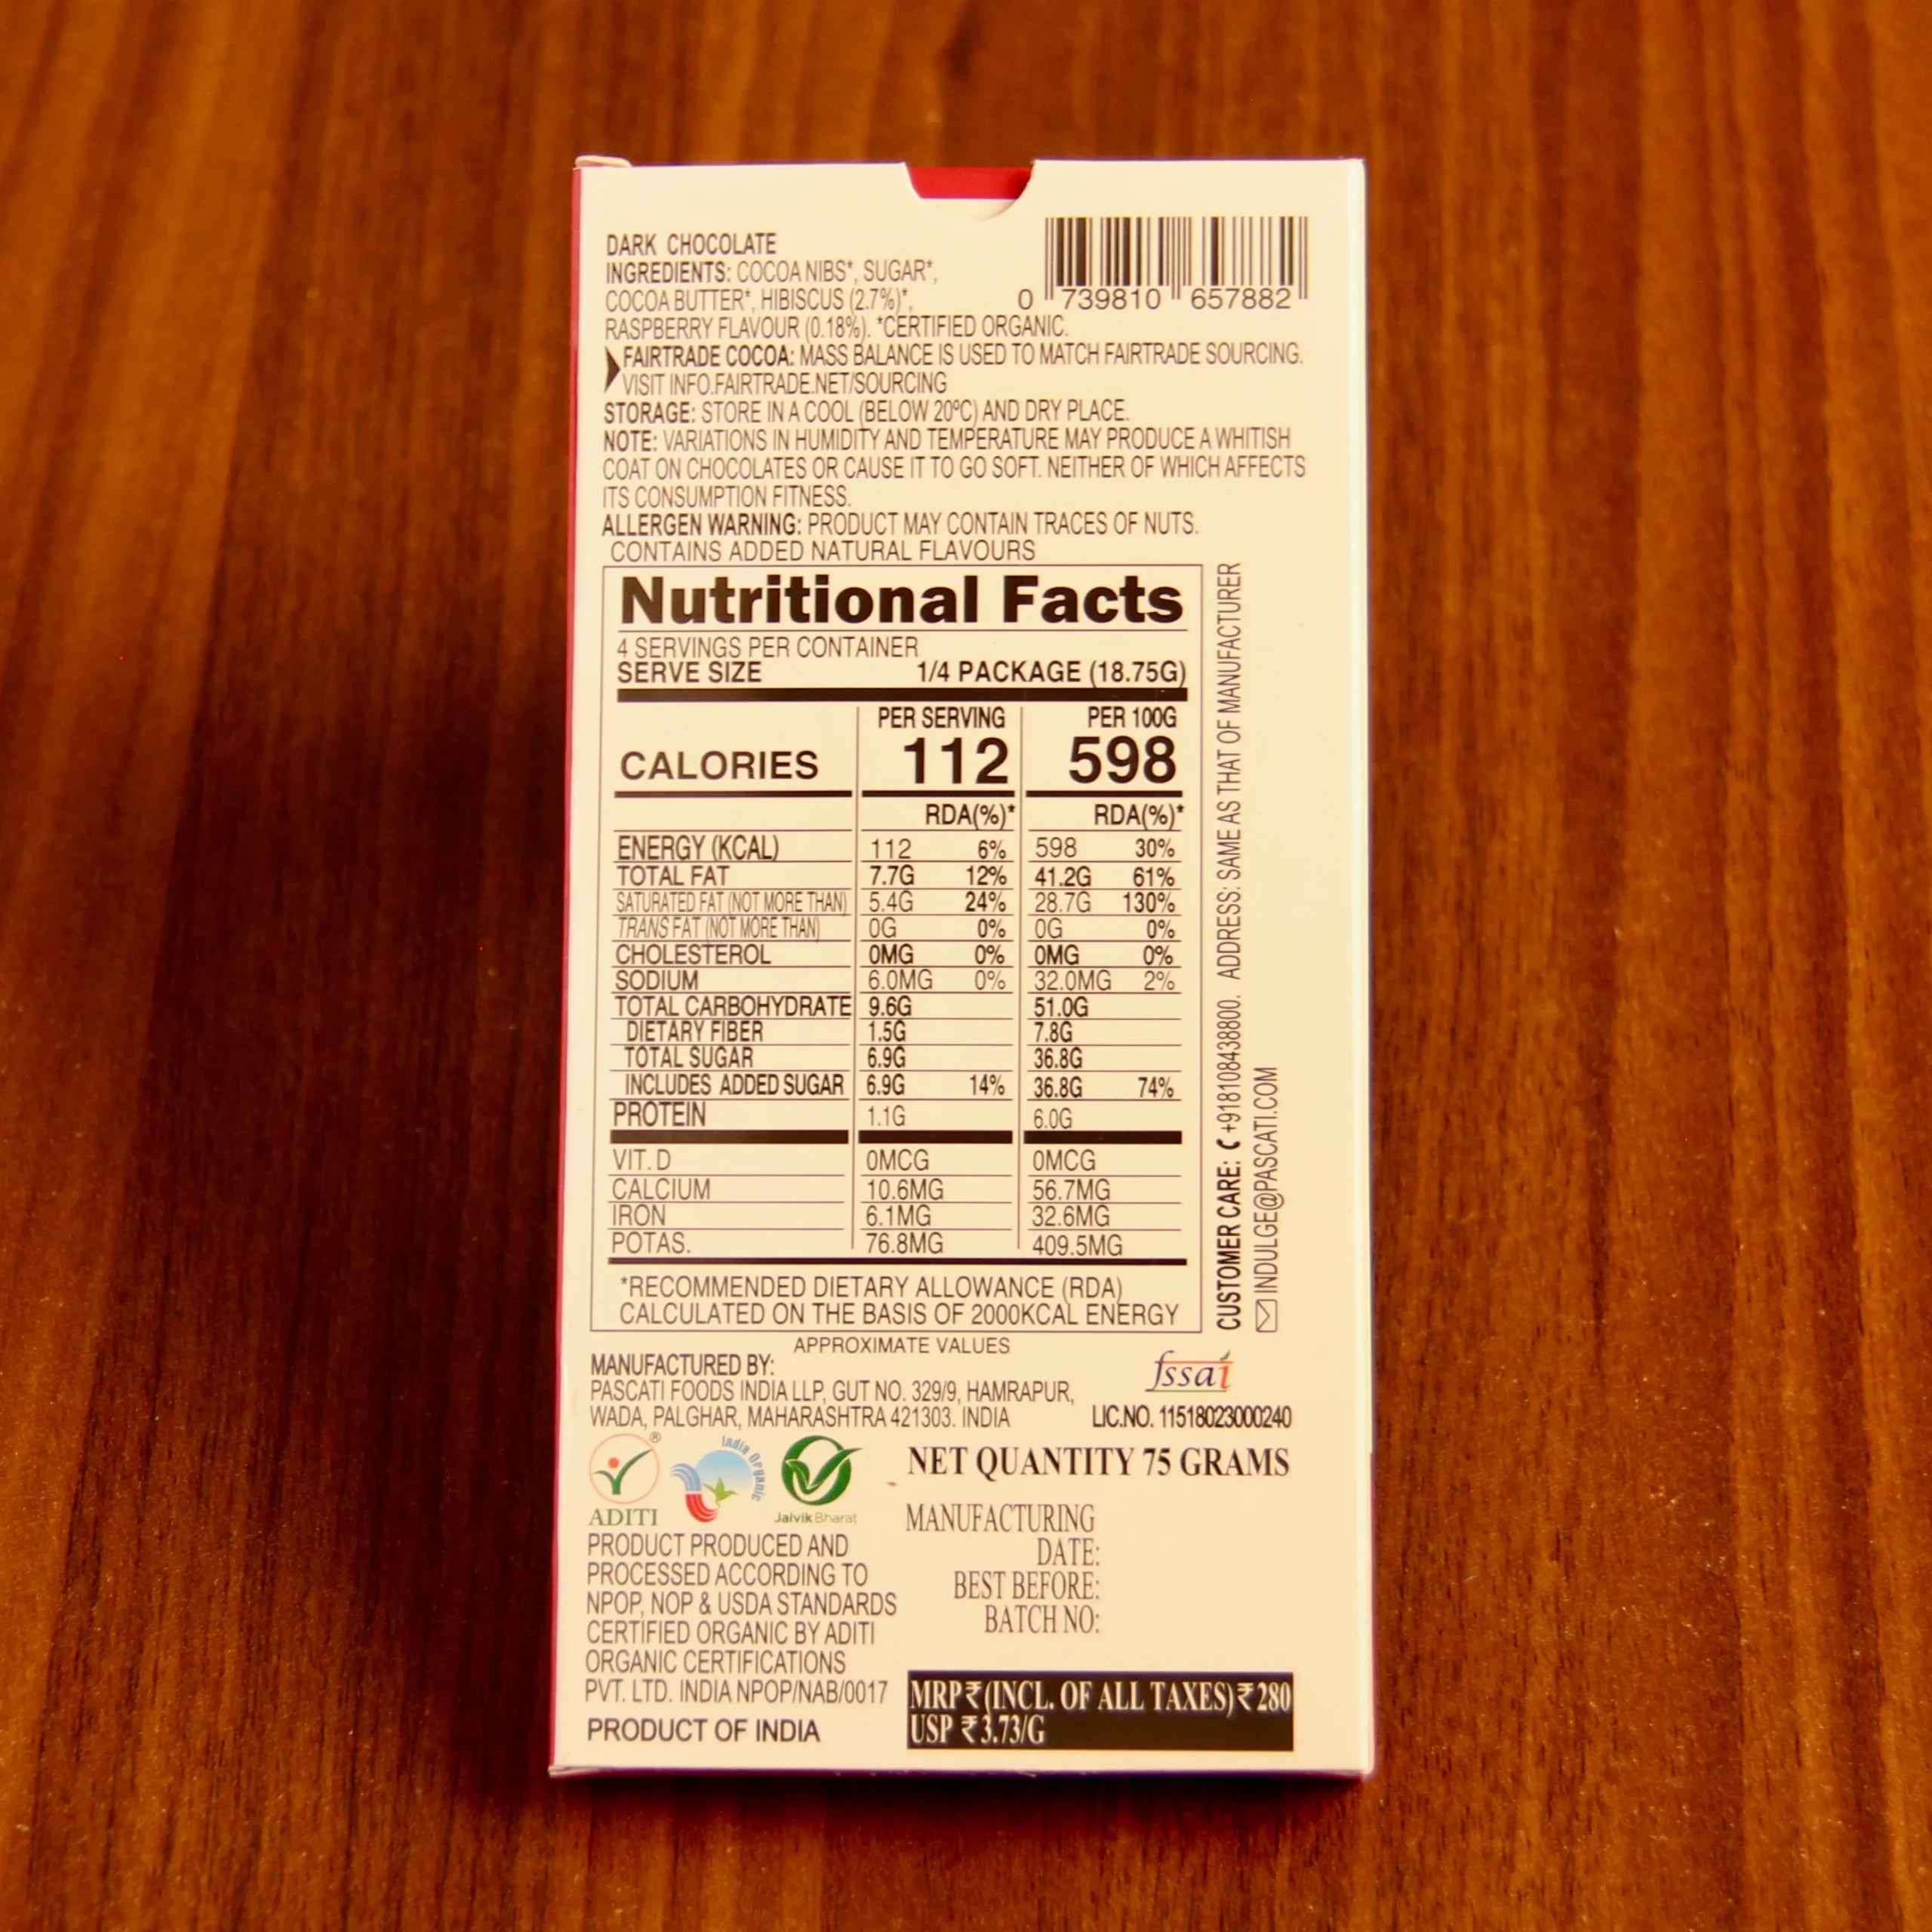 DARK CHOCOLATE
INGREDIENTS: COCOA NIBS*, SUGAR*,
COCOA BUTTER*, HIBISCUS (2.7%)*,
RASPBERRY FLAVOUR (0.18%). *CERTIFIED ORGANIC.
0 739810 657882
FAIRTRADE COCOA: MASS BALANCE IS USED TO MATCH FAIRTRADE SOURCING.
VISIT INFO.FAIRTRADE.NET/SOURCING
STORAGE: STORE IN A COOL (BELOW 20ºC) AND DRY PLACE.
NOTE: VARIATIONS IN HUMIDITY AND TEMPERATURE MAY PRODUCE A WHITISH
COAT ON CHOCOLATES OR CAUSE IT TO GO SOFT. NEITHER OF WHICH AFFECTS
ITS CONSUMPTION FITNESS.
ALLERGEN WARNING: PRODUCT MAY CONTAIN TRACES OF NUTS.
CONTAINS ADDED NATURAL FLAVOURS
Nutritional Facts
4 SERVINGS PER CONTAINER
SERVE SIZE 1/4 PACKAGE (18.75G)
PER SERVING PER 100G
CALORIES 112 598
RDA(%)* RDA(%)*
ENERGY (KCAL) 112 6% 598 30%
TOTAL FAT 7.7G 12% 41.2G 61%
SATURATED FAT (NOT MORE THAN) 5.4G 24% 28.7G 130%
TRANS FAT (NOT MORE THAN) 0G 0% 0G 0%
CHOLESTEROL 0MG 0% 0MG 0%
SODIUM 6.0MG 0% 32.0MG 2%
TOTAL CARBOHYDRATE 9.6G 51.0G
DIETARY FIBER 1.5G 7.8G
TOTAL SUGAR 6.9G 36.8G
INCLUDES ADDED SUGAR 6.9G 14% 36.8G 74%
PROTEIN 1.1G 6.0G
VIT. D 0MCG 0MCG
CALCIUM 10.6MG 56.7MG
IRON 6.1MG 32.6MG
POTAS. 76.8MG 409.5MG
*RECOMMENDED DIETARY ALLOWANCE (RDA)
CALCULATED ON THE BASIS OF 2000KCAL ENERGY
APPROXIMATE VALUES
CUSTOMER CARE: +918108438800. ADDRESS: SAME AS THAT OF MANUFACTURER
INDULGE@PASCATI.COM
MANUFACTURED BY:
PASCATI FOODS INDIA LLP, GUT NO. 329/9, HAMRAPUR,
WADA, PALGHAR, MAHARASHTRA 421303. INDIA
fssai
LIC.NO. 11518023000240
®
ADITI
India Organic
Jaivik Bharat
PRODUCT PRODUCED AND
PROCESSED ACCORDING TO
NPOP, NOP & USDA STANDARDS
CERTIFIED ORGANIC BY ADITI
ORGANIC CERTIFICATIONS
PVT. LTD. INDIA NPOP/NAB/0017
PRODUCT OF INDIA
NET QUANTITY 75 GRAMS
MANUFACTURING
DATE:
BEST BEFORE:
BATCH NO:
MRP ₹ (INCL. OF ALL TAXES) ₹ 280
USP ₹ 3.73/G